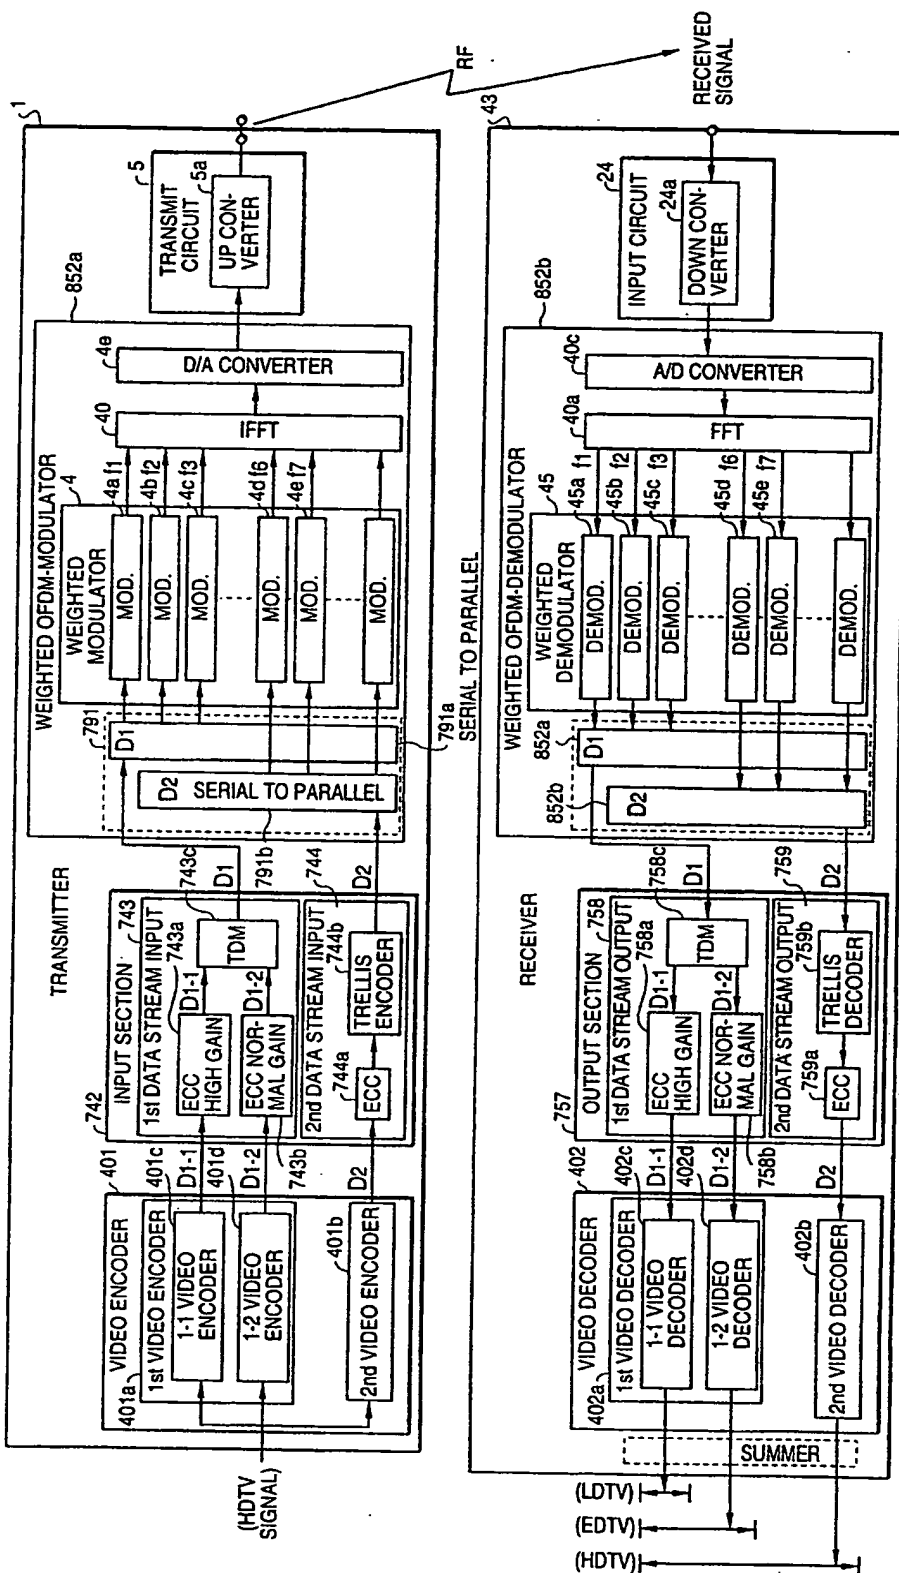 1
TRANSMITTER
(HDTV
SIGNAL)
401
VIDEO ENCODER
401a
1st VIDEO ENCODER
401c
1-1 VIDEO
ENCODER
401d
1-2 VIDEO
ENCODER
401b
2nd VIDEO ENCODER
D1-1
D1-2
D2
742
INPUT SECTION
743
1st DATA STREAM INPUT
743a
ECC
HIGH GAIN
D1-1
743c
TDM
ECC NOR-
MAL GAIN
D1-2
743b
744
2nd DATA STREAM INPUT
744a
ECC
744b
TRELLIS
ENCODER
D1
D2
852a
WEIGHTED OFDM-MODULATOR
791
D1
791a
D2
SERIAL TO PARALLEL
791b
4
WEIGHTED
MODULATOR
MOD.
4a
f1
MOD.
4b
f2
MOD.
4c
f3
MOD.
4d
f6
MOD.
4e
f7
MOD.
40
IFFT
4e
D/A CONVERTER
5
TRANSMIT
CIRCUIT
5a
UP CON-
VERTER
RF
RECEIVED
SIGNAL
SERIAL TO PARALLEL
43
RECEIVER
24
INPUT CIRCUIT
24a
DOWN CON-
VERTER
852b
WEIGHTED OFDM-DEMODULATOR
40c
A/D CONVERTER
40a
FFT
45
WEIGHTED
DEMODULATOR
45a
f1
DEMOD.
45b
f2
DEMOD.
45c
f3
DEMOD.
45d
f6
DEMOD.
45e
f7
DEMOD.
DEMOD.
852a
D1
852b
D2
D1
D2
757
OUTPUT SECTION
758
1st DATA STREAM OUTPUT
758a
ECC
HIGH GAIN
D1-1
758c
TDM
ECC NOR-
MAL GAIN
D1-2
758b
759
2nd DATA STREAM OUTPUT
759a
ECC
759b
TRELLIS
DECODER
D1-1
D1-2
D2
402
VIDEO DECODER
402a
1st VIDEO DECODER
402c
1-1 VIDEO
DECODER
402d
1-2 VIDEO
DECODER
402b
2nd VIDEO DECODER
SUMMER
(LDTV)
(EDTV)
(HDTV)